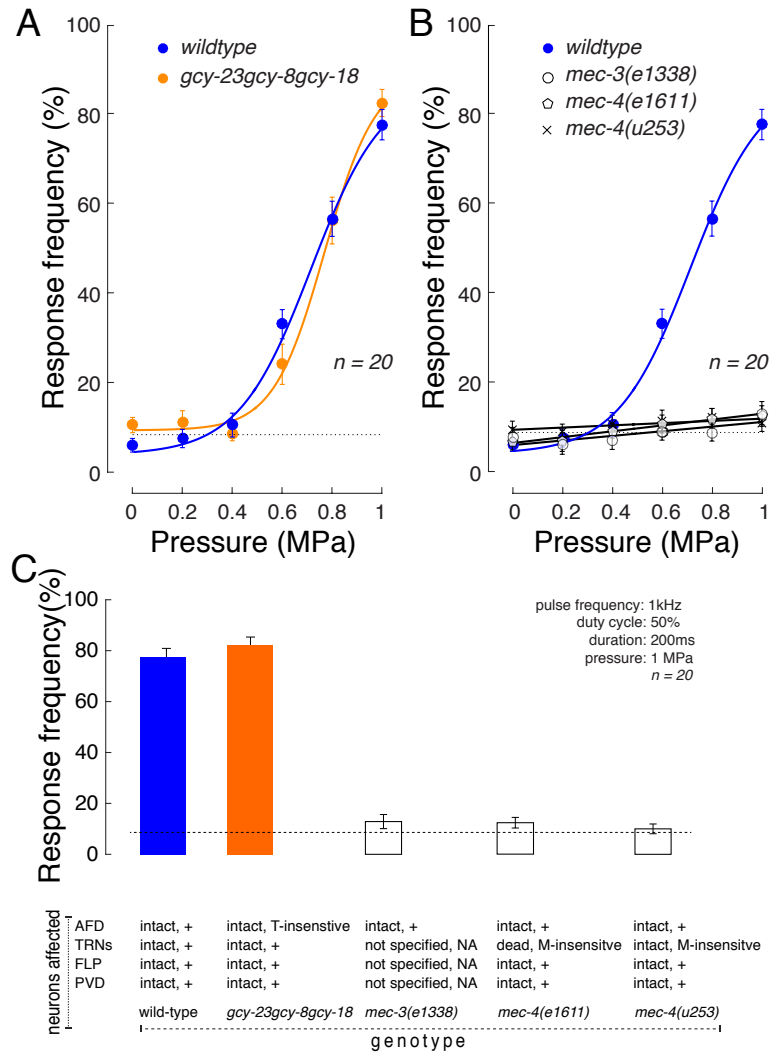 A
100
80
60
40
20
0
Response frequency (%)
wildtype
gcy-23gcy-8gcy-18
n = 20
0 0.2 0.4 0.6 0.8 1
Pressure (MPa)
B
100
80
60
40
20
0
Response frequency (%)
wildtype
mec-3(e1338)
mec-4(e1611)
mec-4(u253)
n = 20
0 0.2 0.4 0.6 0.8 1
Pressure (MPa)
C
100
80
60
40
20
0
Response frequency(%)
pulse frequency: 1kHz
duty cycle: 50%
duration: 200ms
pressure: 1 MPa
n = 20
neurons affected
AFD intact, + intact, T-insenstive intact, + intact, + intact, +
TRNs intact, + intact, + not specified, NA dead, M-insensitve intact, M-insensitve
FLP intact, + intact, + not specified, NA intact, + intact, +
PVD intact, + intact, + not specified, NA intact, + intact, +
wild-type gcy-23gcy-8gcy-18 mec-3(e1338) mec-4(e1611) mec-4(u253)
genotype